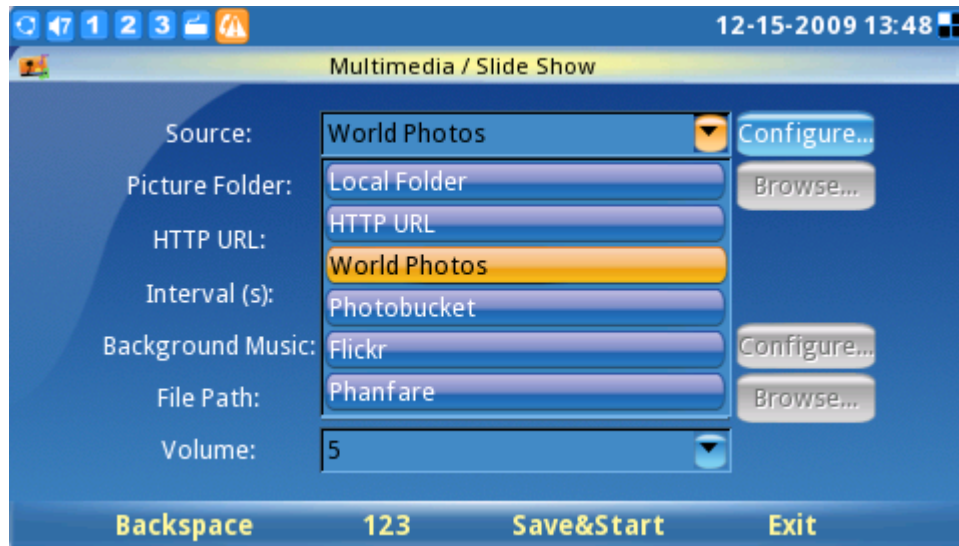 7 1 2 3 12-15-2009 13:48
Multimedia / Slide Show
Source: World Photos Configure...
Picture Folder: Local Folder Browse...
HTTP URL: HTTP URL
World Photos
Interval (s): Photobucket
Background Music: Flickr Configure...
File Path: Phanfare Browse...
Volume: 5
Backspace 123 Save&Start Exit